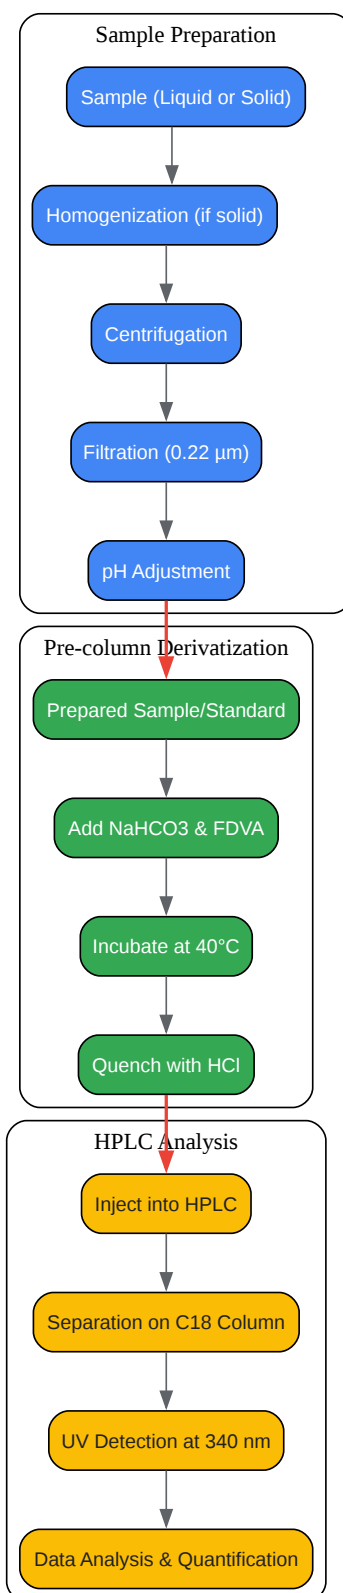 Sample Preparation
Sample (Liquid or Solid)
Homogenization (if solid)
Centrifugation
Filtration (0.22 µm)
pH Adjustment
Pre-column Derivatization
Prepared Sample/Standard
Add NaHCO3 & FDVA
Incubate at 40°C
Quench with HCl
HPLC Analysis
Inject into HPLC
Separation on C18 Column
UV Detection at 340 nm
Data Analysis & Quantification